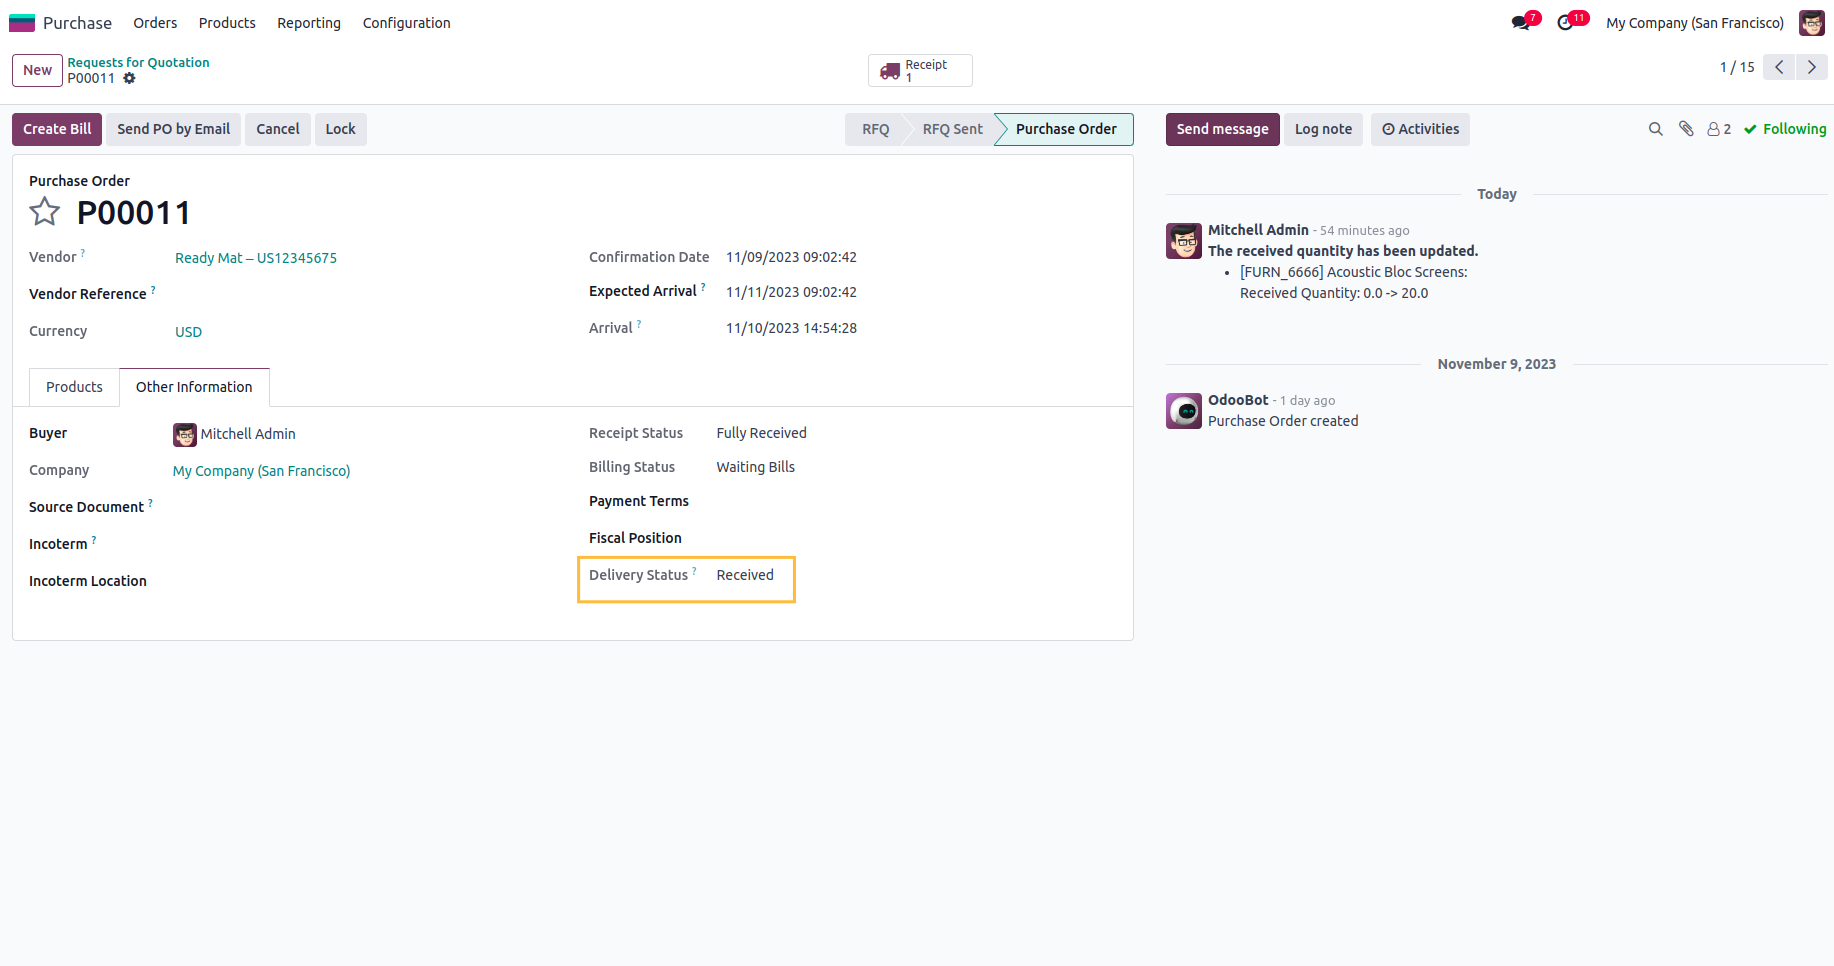 Purchase Orders Products Reporting Configuration 7 11 My Company (San Francisco)
New Requests for Quotation
P00011
Receipt
1
1 / 15
Create Bill Send PO by Email Cancel Lock RFQ RFQ Sent Purchase Order
Send message Log note Activities 2 Following
Purchase Order
P00011
Vendor ? Ready Mat – US12345675
Vendor Reference ?
Currency USD
Confirmation Date 11/09/2023 09:02:42
Expected Arrival ? 11/11/2023 09:02:42
Arrival ? 11/10/2023 14:54:28
Products Other Information
Buyer Mitchell Admin
Company My Company (San Francisco)
Source Document ?
Incoterm ?
Incoterm Location
Receipt Status Fully Received
Billing Status Waiting Bills
Payment Terms
Fiscal Position
Delivery Status ? Received
Today
Mitchell Admin - 54 minutes ago
The received quantity has been updated.
• [FURN_6666] Acoustic Bloc Screens:
Received Quantity: 0.0 -> 20.0
November 9, 2023
OdooBot - 1 day ago
Purchase Order created